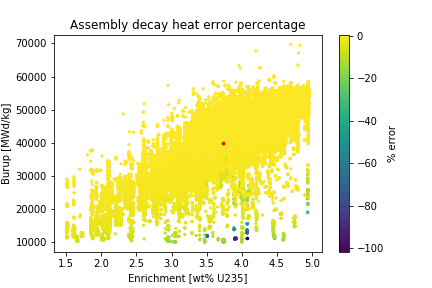 Assembly decay heat error percentage
70000
60000
50000
40000
30000
20000
10000
Burup [MWd/kg]
1.5 2.0 2.5 3.0 3.5 4.0 4.5 5.0
Enrichment [wt% U235]
0
−20
−40
−60
−80
−100
% error